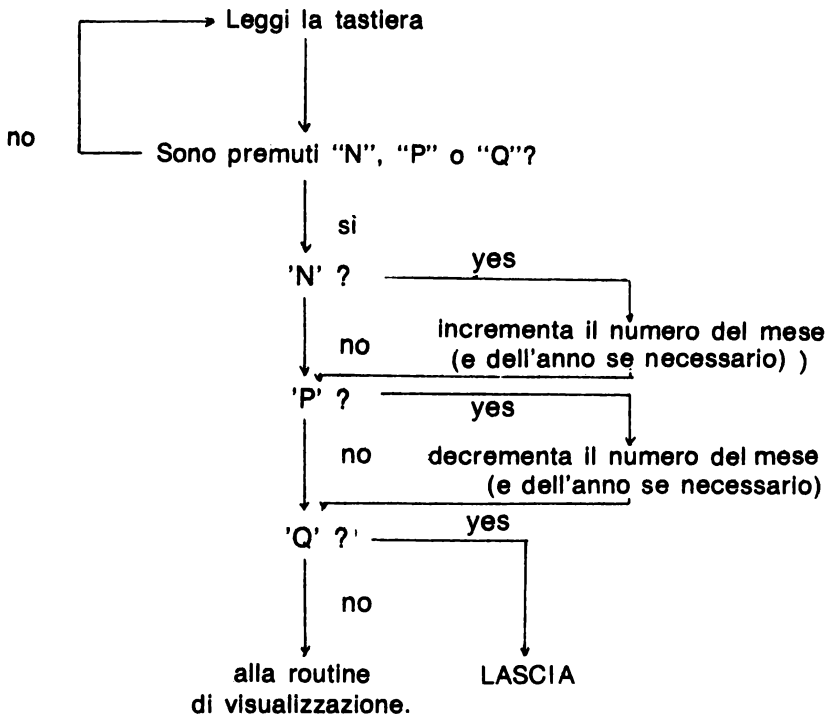 Leggi la tastiera
no
Sono premuti “N”, “P” o “Q”?
sì
'N' ?
yes
no
incrementa il numero del mese
(e dell'anno se necessario) )
'P' ?
yes
no
decrementa il numero del mese
(e dell'anno se necessario)
'Q' ?'
yes
no
alla routine
di visualizzazione.
LASCIA